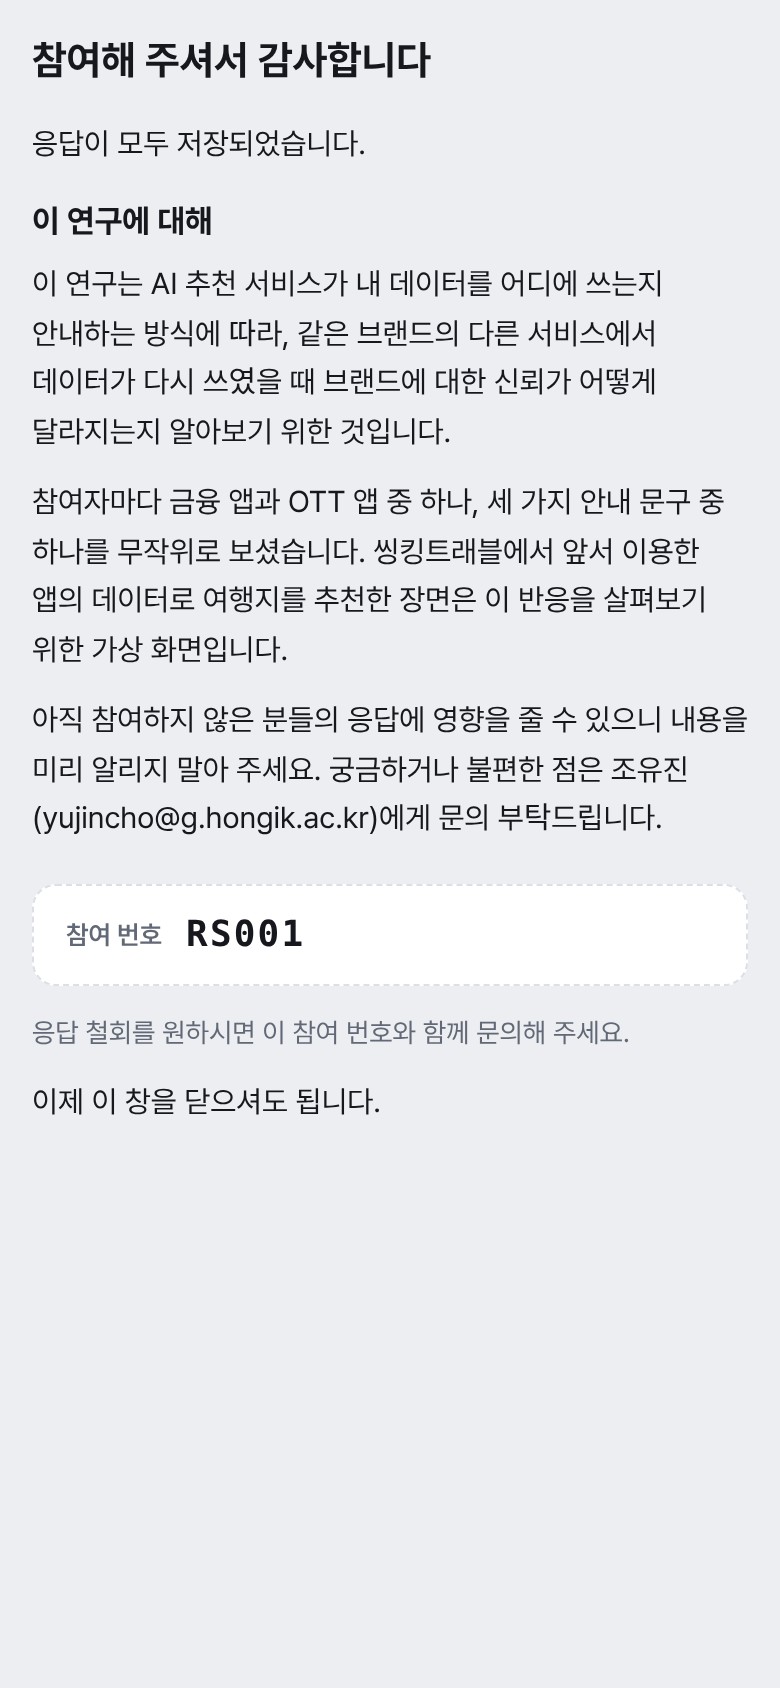 참여해 주셔서 감사합니다
응답이 모두 저장되었습니다.
이 연구에 대해
이 연구는 AI 추천 서비스가 내 데이터를 어디에 쓰는지
안내하는 방식에 따라, 같은 브랜드의 다른 서비스에서
데이터가 다시 쓰였을 때 브랜드에 대한 신뢰가 어떻게
달라지는지 알아보기 위한 것입니다.
참여자마다 금융 앱과 OTT 앱 중 하나, 세 가지 안내 문구 중
하나를 무작위로 보셨습니다. 씽킹트래블에서 앞서 이용한
앱의 데이터로 여행지를 추천한 장면은 이 반응을 살펴보기
위한 가상 화면입니다.
아직 참여하지 않은 분들의 응답에 영향을 줄 수 있으니 내용을
미리 알리지 말아 주세요. 궁금하거나 불편한 점은 조유진
(yujincho@g.hongik.ac.kr)에게 문의 부탁드립니다.
참여 번호 RS001
응답 철회를 원하시면 이 참여 번호와 함께 문의해 주세요.
이제 이 창을 닫으셔도 됩니다.